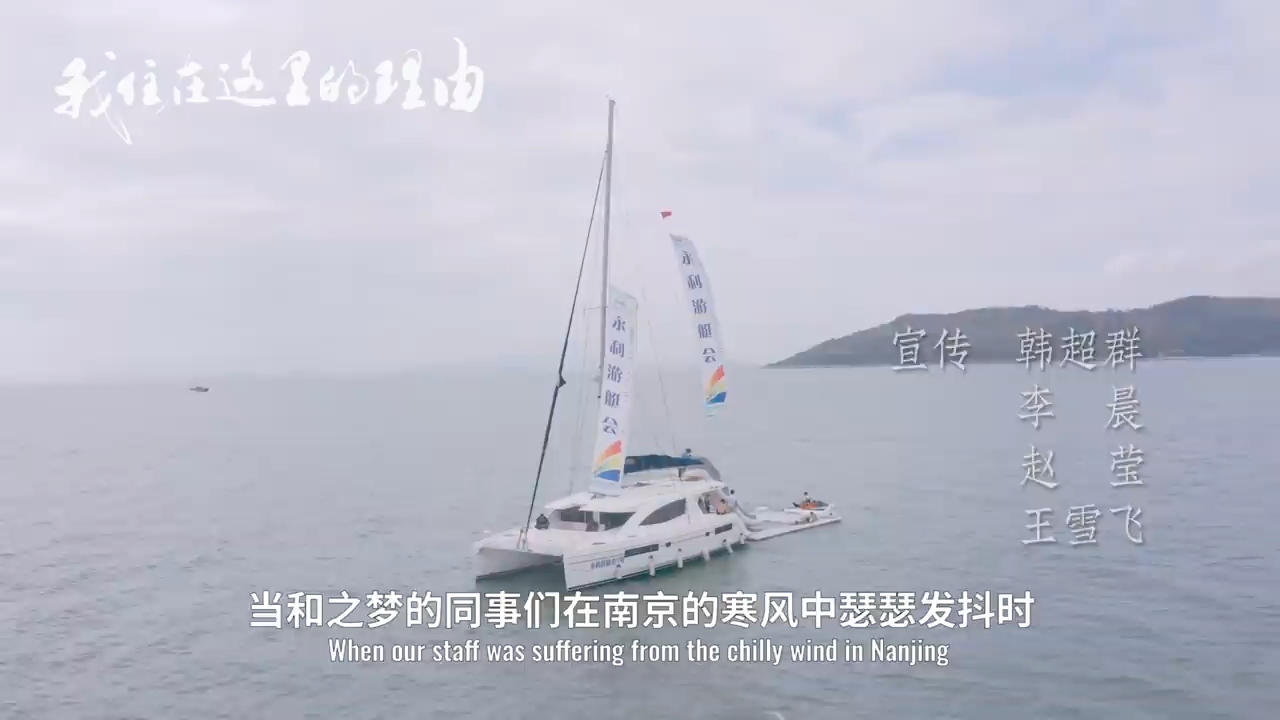 我住在这里的理由
永利游艇会
永利游艇会
宣传 韩超群
李晨
赵莹
王雪飞
当和之梦的同事们在南京的寒风中瑟瑟发抖时
When our staff was suffering from the chilly wind in Nanjing